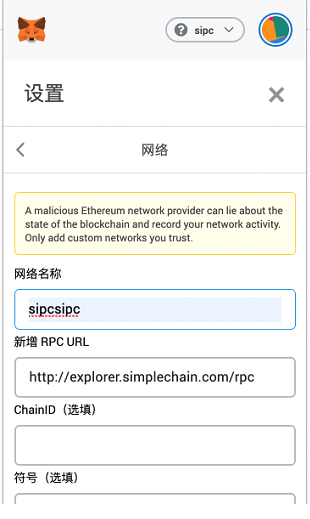 sipc
设置
网络
A malicious Ethereum network provider can lie about the
state of the blockchain and record your network activity.
Only add custom networks you trust.
网络名称
sipcsipc
新增 RPC URL
http://explorer.simplechain.com/rpc
ChainID（选填）
符号（选填）